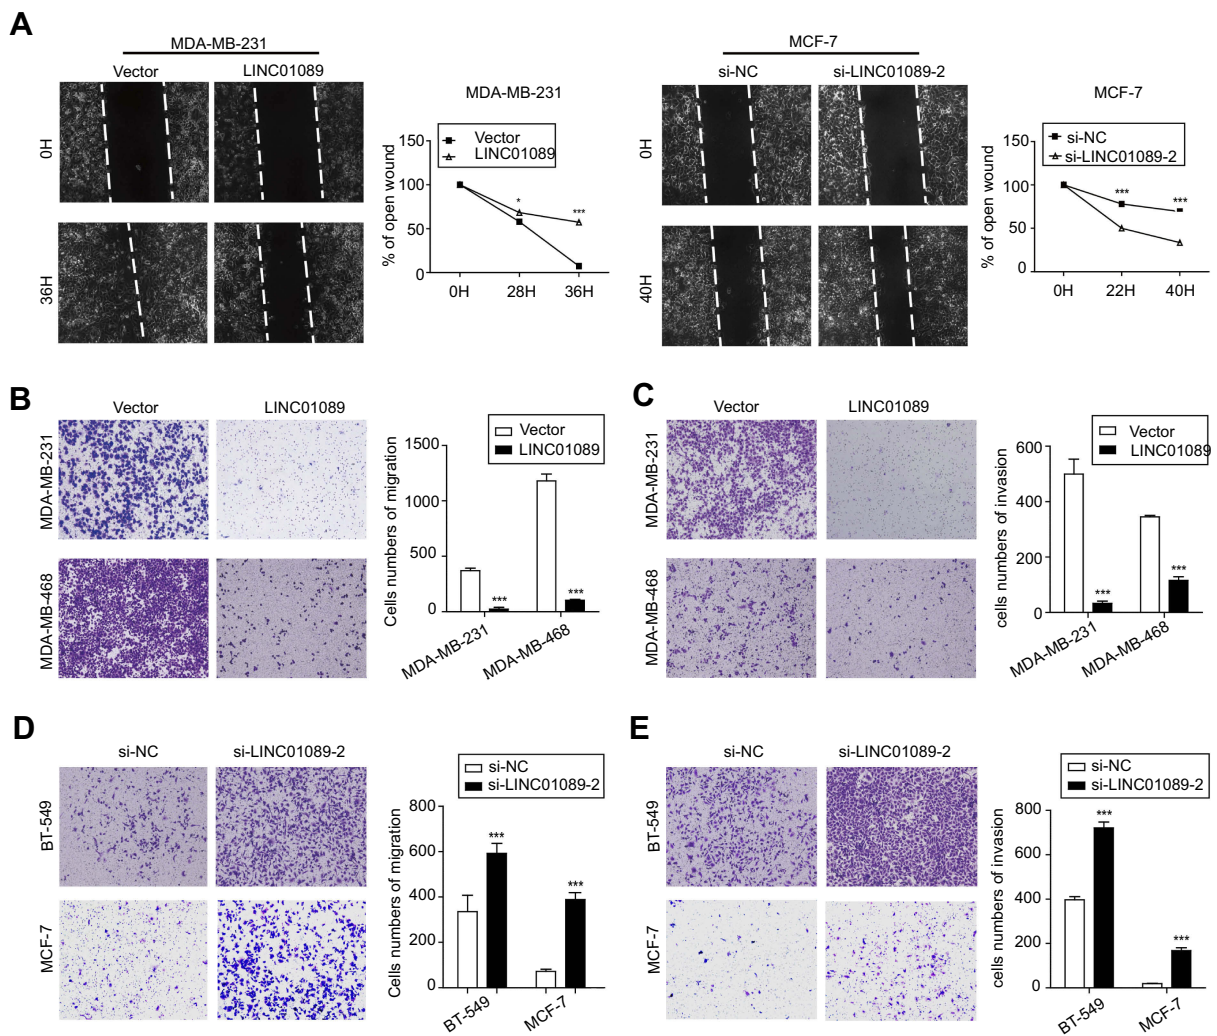 A
MDA-MB-231
Vector
LINC01089
0H
36H
MDA-MB-231
Vector
LINC01089
% of open wound
150
100
50
0
*
***
0H
28H
36H
MCF-7
si-NC
si-LINC01089-2
0H
40H
MCF-7
si-NC
si-LINC01089-2
% of open wound
150
100
50
0
***
***
0H
22H
40H
B
Vector
LINC01089
MDA-MB-231
MDA-MB-468
Vector
LINC01089
Cells numbers of migration
1500
1000
500
0
***
***
MDA-MB-231
MDA-MB-468
C
Vector
LINC01089
MDA-MB-231
MDA-MB-468
Vector
LINC01089
cells numbers of invasion
600
400
200
0
***
***
MDA-MB-231
MDA-MB-468
D
si-NC
si-LINC01089-2
BT-549
MCF-7
si-NC
si-LINC01089-2
Cells numbers of migration
800
600
400
200
0
***
***
BT-549
MCF-7
E
si-NC
si-LINC01089-2
BT-549
MCF-7
si-NC
si-LINC01089-2
cells numbers of invasion
800
600
400
200
0
***
***
BT-549
MCF-7